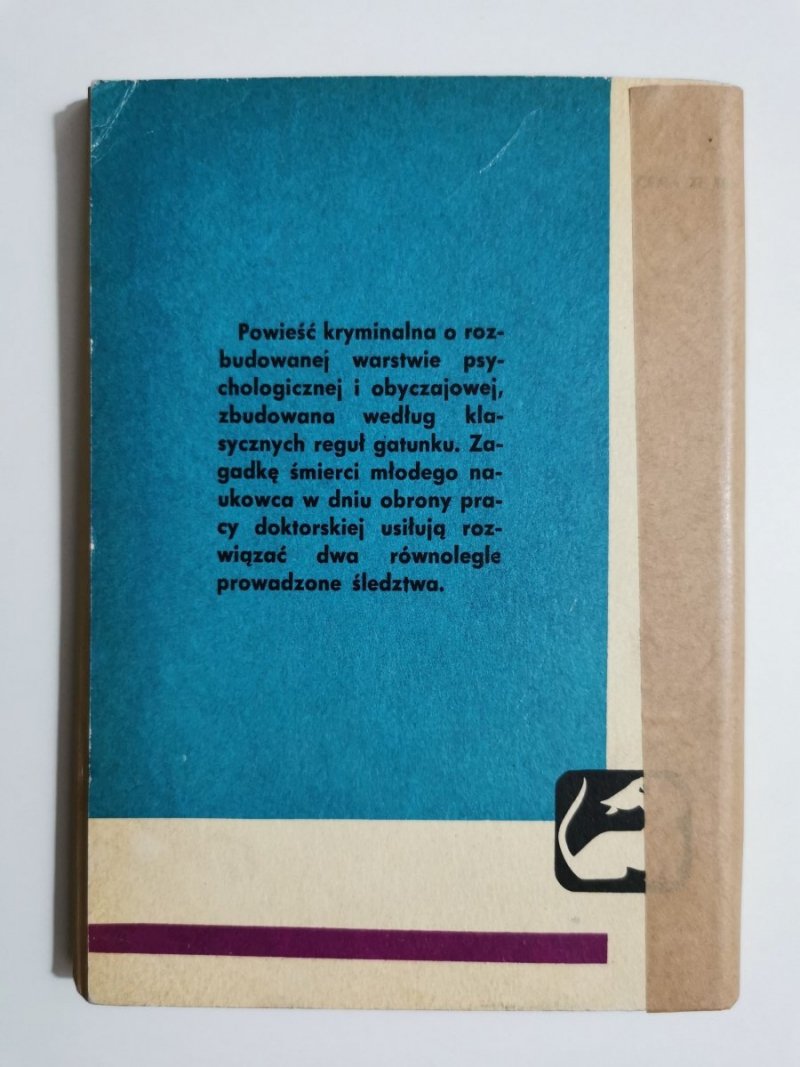 Powieść kryminalna o roz-
budowanej warstwie psy-
chologicznej i obyczajowej,
zbudowana według kla-
sycznych reguł gatunku. Za-
gadkę śmierci młodego na-
ukowca w dniu obrony pra-
cy doktorskiej usiłują roz-
wiązać dwa równolegle
prowadzone śledztwa.